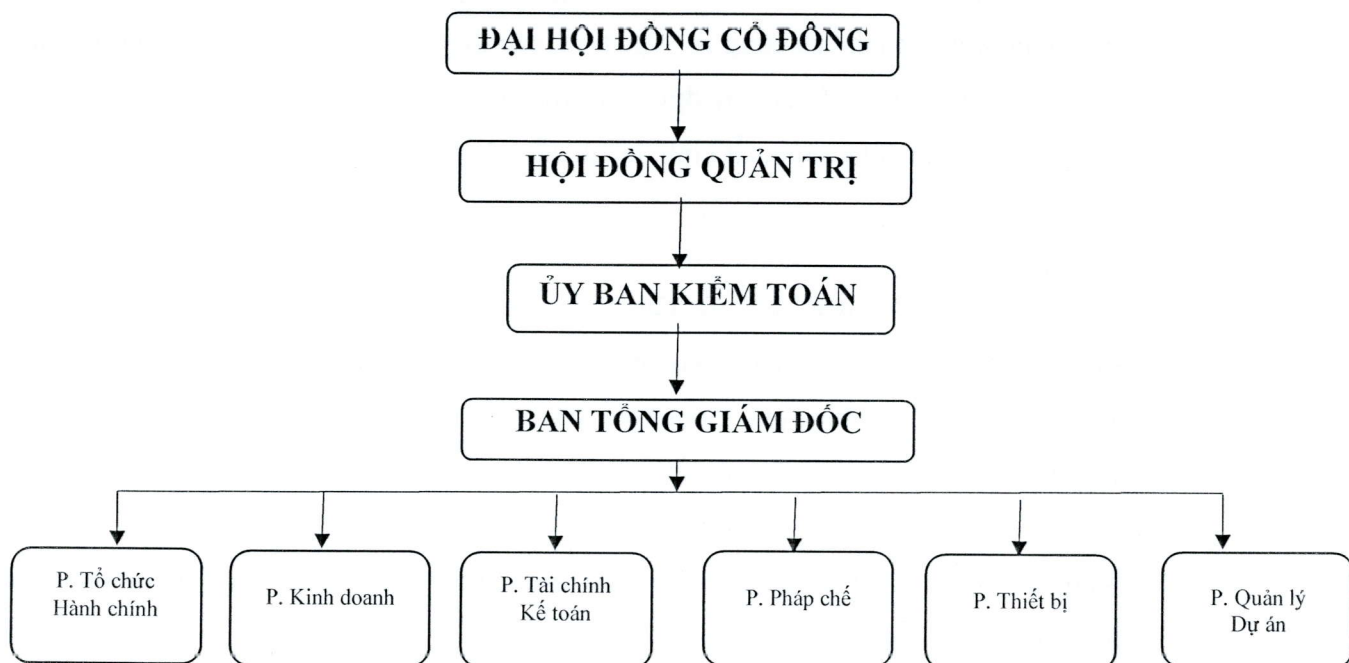 ĐẠI HỘI ĐỒNG CỔ ĐÔNG
HỘI ĐỒNG QUẢN TRỊ
ỦY BAN KIỂM TOÁN
BAN TỔNG GIÁM ĐỐC
P. Tổ chức
Hành chính
P. Kinh doanh
P. Tài chính
Kế toán
P. Pháp chế
P. Thiết bị
P. Quản lý
Dự án